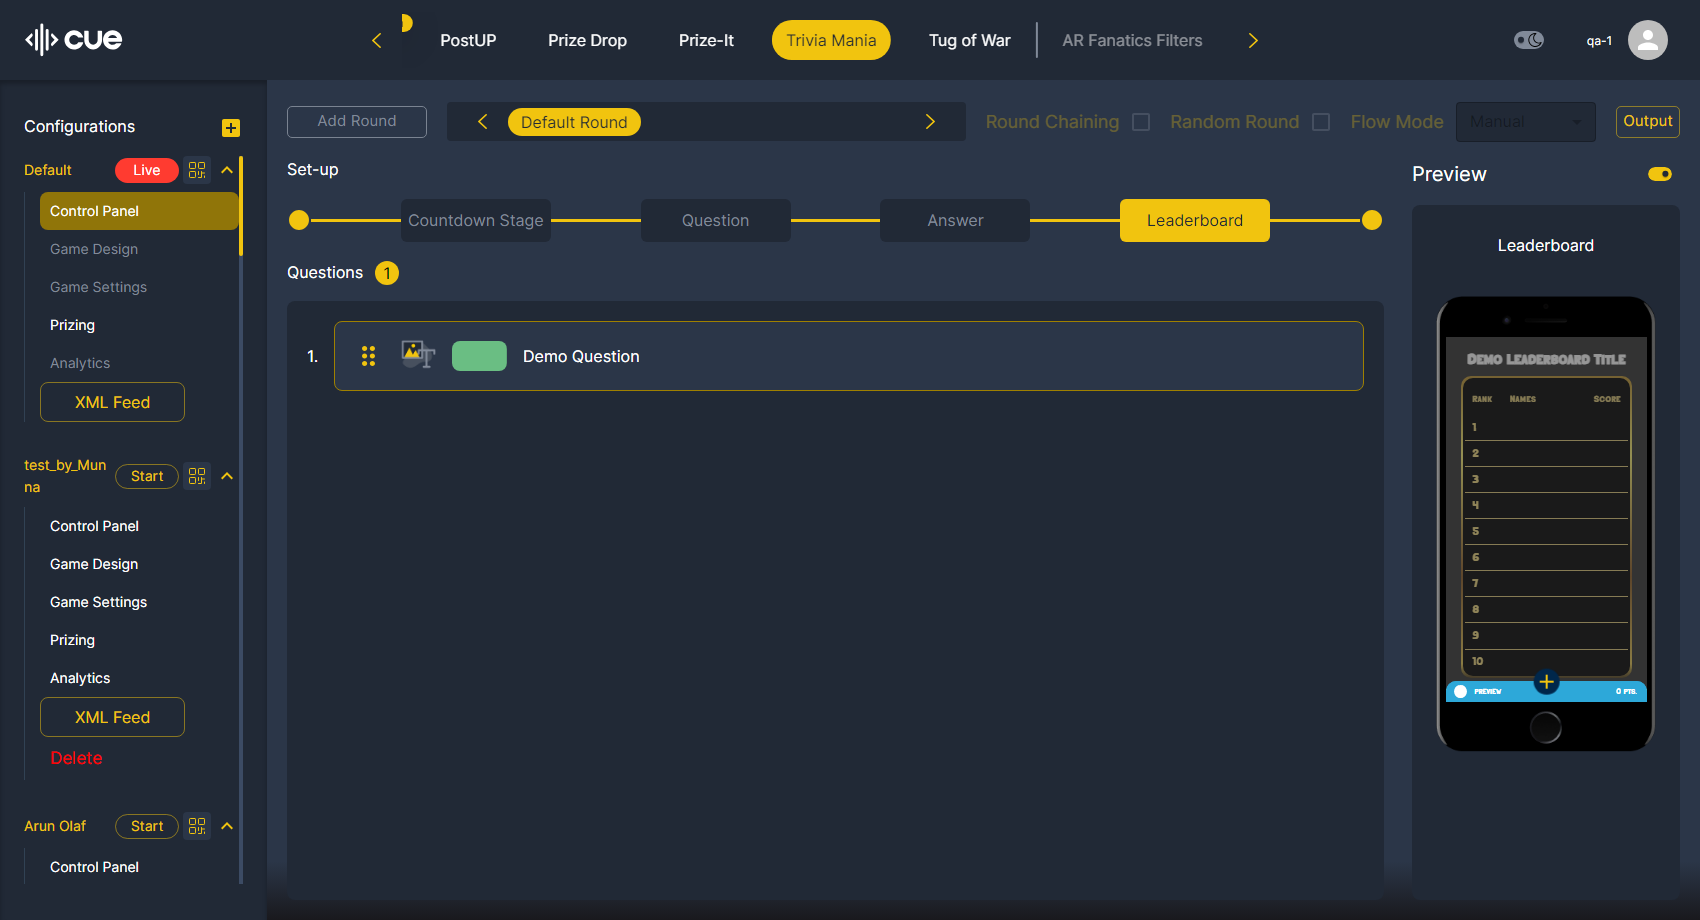 cue
PostUP
Prize Drop
Prize-It
Trivia Mania
Tug of War
AR Fanatics Filters
qa-1
Configurations
Default
Live
Control Panel
Game Design
Game Settings
Prizing
Analytics
XML Feed
test_by_Mun
na
Start
Control Panel
Game Design
Game Settings
Prizing
Analytics
XML Feed
Delete
Arun Olaf
Start
Control Panel
Add Round
Default Round
Round Chaining
Random Round
Flow Mode
Manual
Output
Set-up
Countdown Stage
Question
Answer
Leaderboard
Questions
1
1.
Demo Question
Preview
Leaderboard
Demo Leaderboard Title
Rank Names Score
1
2
3
4
5
6
7
8
9
10
PREVIEW
0 PTS.